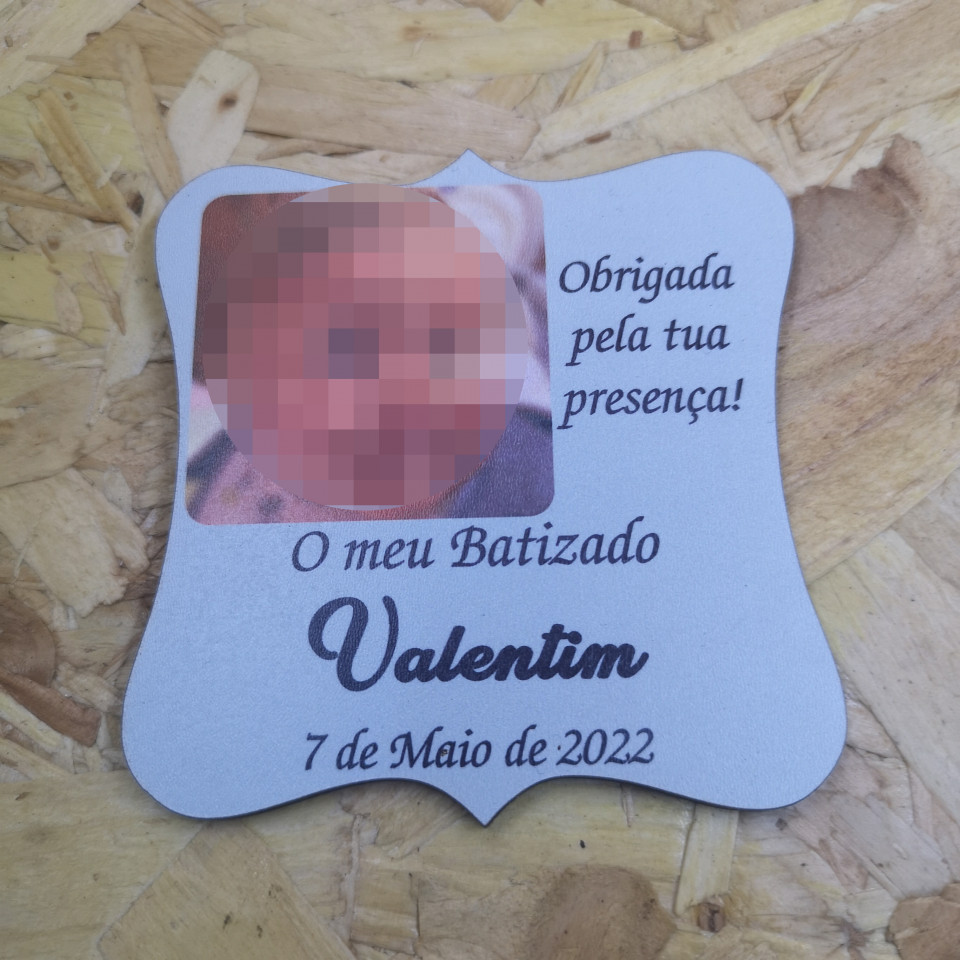 Obrigada
pela tua
presença!
O meu Batizado
Valentim
7 de Maio de 2022